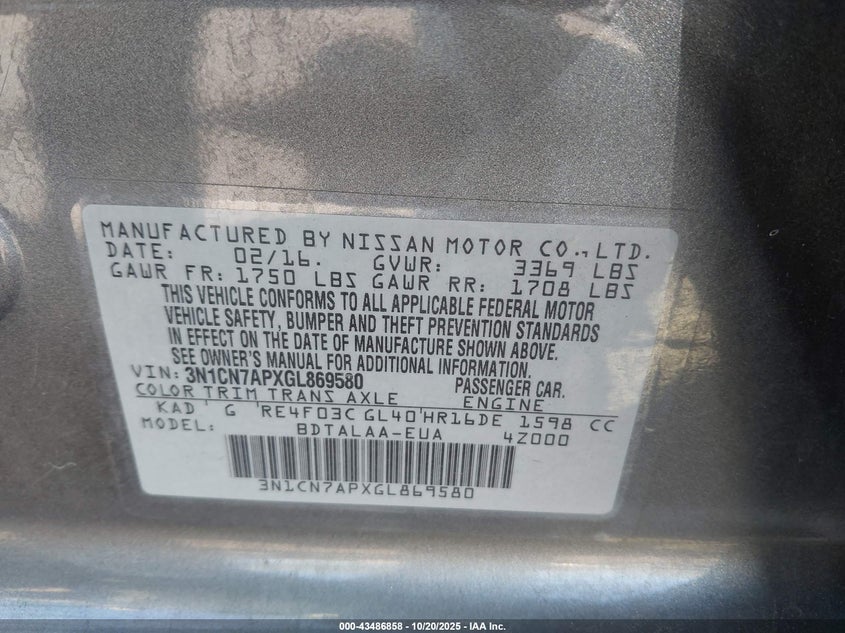 MANUFACTURED BY NISSAN MOTOR CO., LTD.
DATE: 02/16. GVWR: 3369 LBS
GAWR FR: 1750 LBS GAWR RR: 1708 LBS
THIS VEHICLE CONFORMS TO ALL APPLICABLE FEDERAL MOTOR
VEHICLE SAFETY, BUMPER AND THEFT PREVENTION STANDARDS
IN EFFECT ON THE DATE OF MANUFACTURE SHOWN ABOVE.
SEE OWNER'S MANUAL FOR ADDITIONAL INFORMATION.
VIN: 3N1CN7APXGL869580 PASSENGER CAR.
COLOR TRIM TRANS AXLE ENGINE
KAD G RE4F03C GL40 HR16DE 1598 CC
MODEL: BDTALAA-EUA 4Z000
3N1CN7APXGL869580
000-43486858 - 10/20/2025 - IAA Inc.